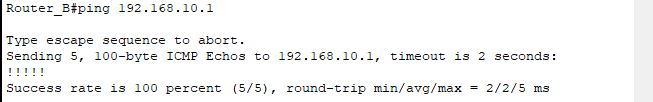 Router_B#ping 192.168.10.1
Type escape sequence to abort.
Sending 5, 100-byte ICMP Echos to 192.168.10.1, timeout is 2 seconds:
!!!!!
Success rate is 100 percent (5/5), round-trip min/avg/max = 2/2/5 ms